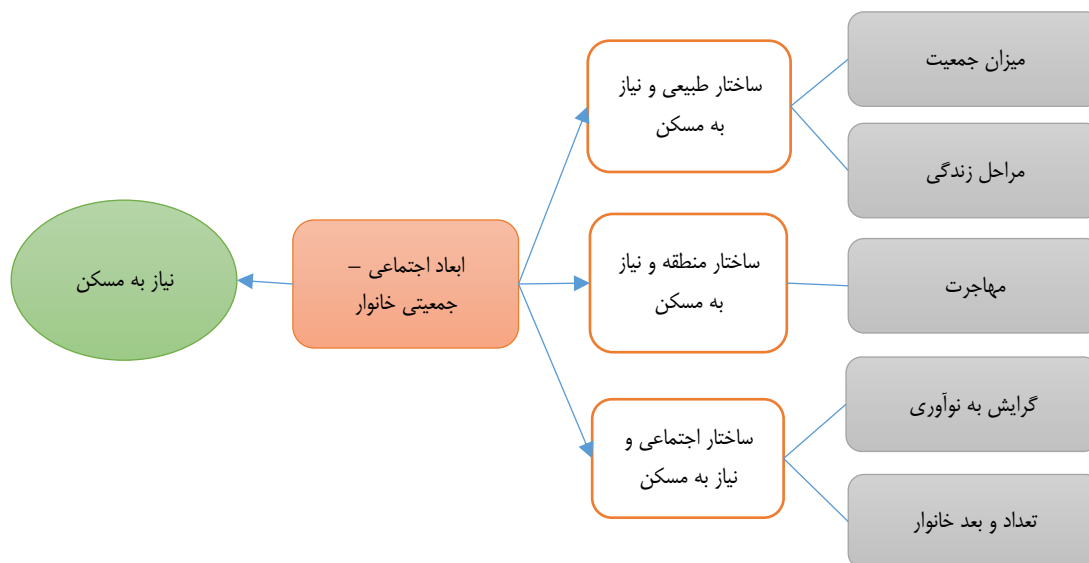 میزان جمعیت
ساختار طبیعی و نیاز
به مسکن
مراحل زندگی
ابعاد اجتماعی –
جمعیتی خانوار
نیاز به مسکن
ساختار منطقه و نیاز
به مسکن
مهاجرت
گرایش به نوآوری
ساختار اجتماعی و
نیاز به مسکن
تعداد و بعد خانوار